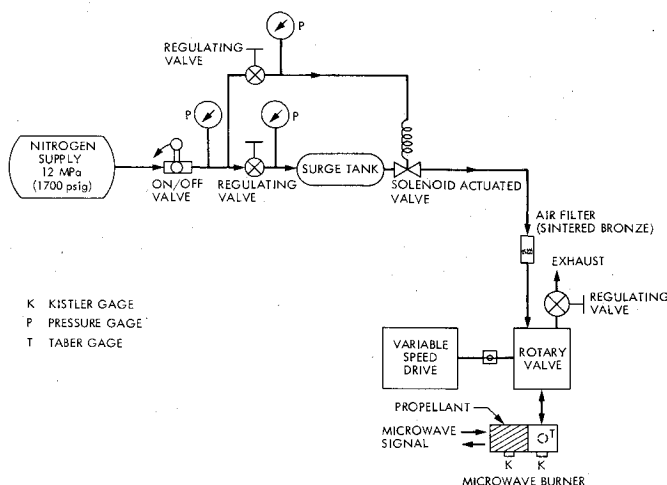 P
REGULATING
VALVE
P
P
NITROGEN
SUPPLY
12 MPa
(1700 psig)
ON/OFF
VALVE
REGULATING
VALVE
SURGE TANK
SOLENOID ACTUATED
VALVE
AIR FILTER
(SINTERED BRONZE)
EXHAUST
REGULATING
VALVE
K KISTLER GAGE
P PRESSURE GAGE
T TABER GAGE
VARIABLE
SPEED
DRIVE
ROTARY
VALVE
PROPELLANT
MICROWAVE
SIGNAL
T
K K
MICROWAVE BURNER